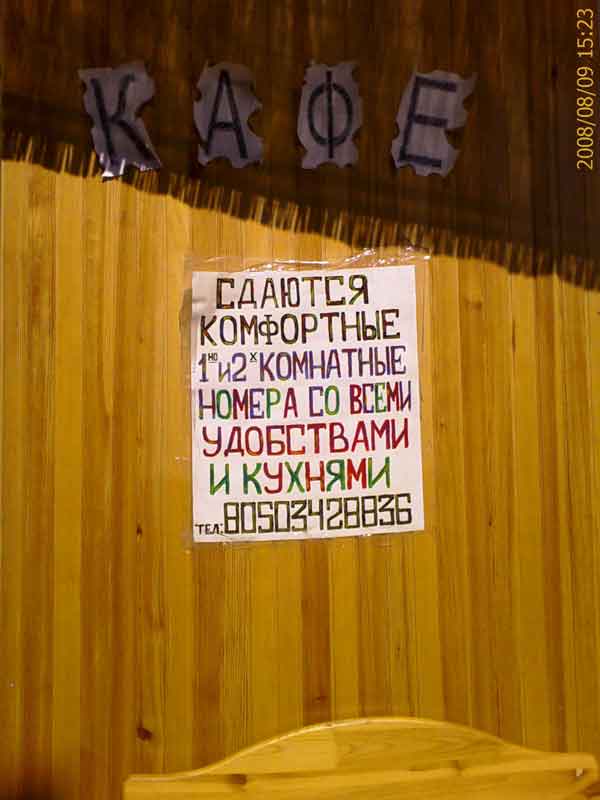 КАФЕ
СДАЮТСЯ
КОМФОРТНЫЕ
1но и 2х КОМНАТНЫЕ
НОМЕРА СО ВСЕМИ
УДОБСТВАМИ
И КУХНЯМИ
ТЕЛ: 80503428836
2008/08/09 15:23